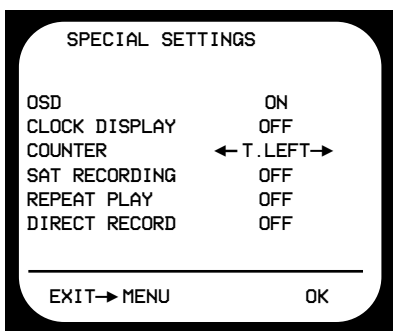 SPECIAL SETTINGS
OSD ON
CLOCK DISPLAY OFF
COUNTER ←T.LEFT→
SAT RECORDING OFF
REPEAT PLAY OFF
DIRECT RECORD OFF
EXIT→MENU OK